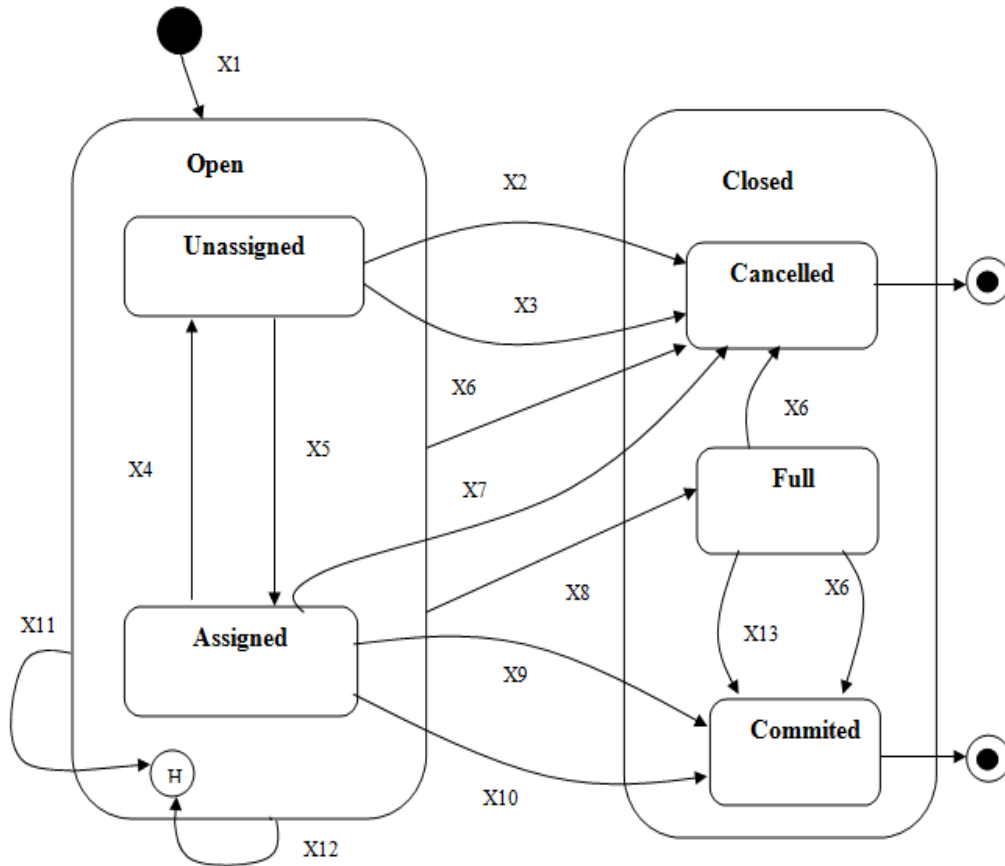 X1
Open
Closed
X2
Unassigned
Cancelled
X3
X6
X6
X4
X5
X7
Full
X8
X6
X11
Assigned
X13
X9
Commited
H
X10
X12